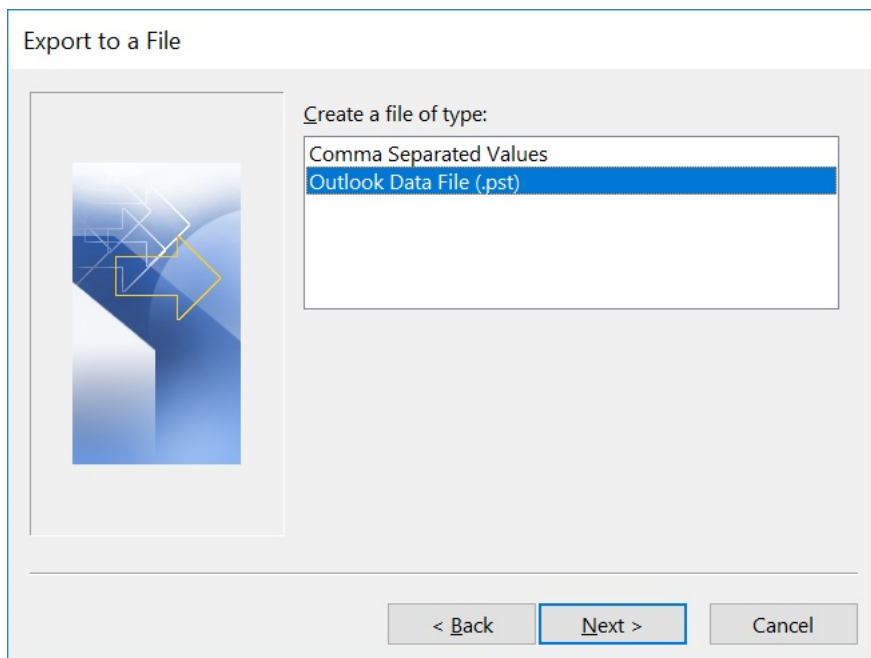 Export to a File
Create a file of type:
Comma Separated Values
Outlook Data File (.pst)
< Back
Next >
Cancel